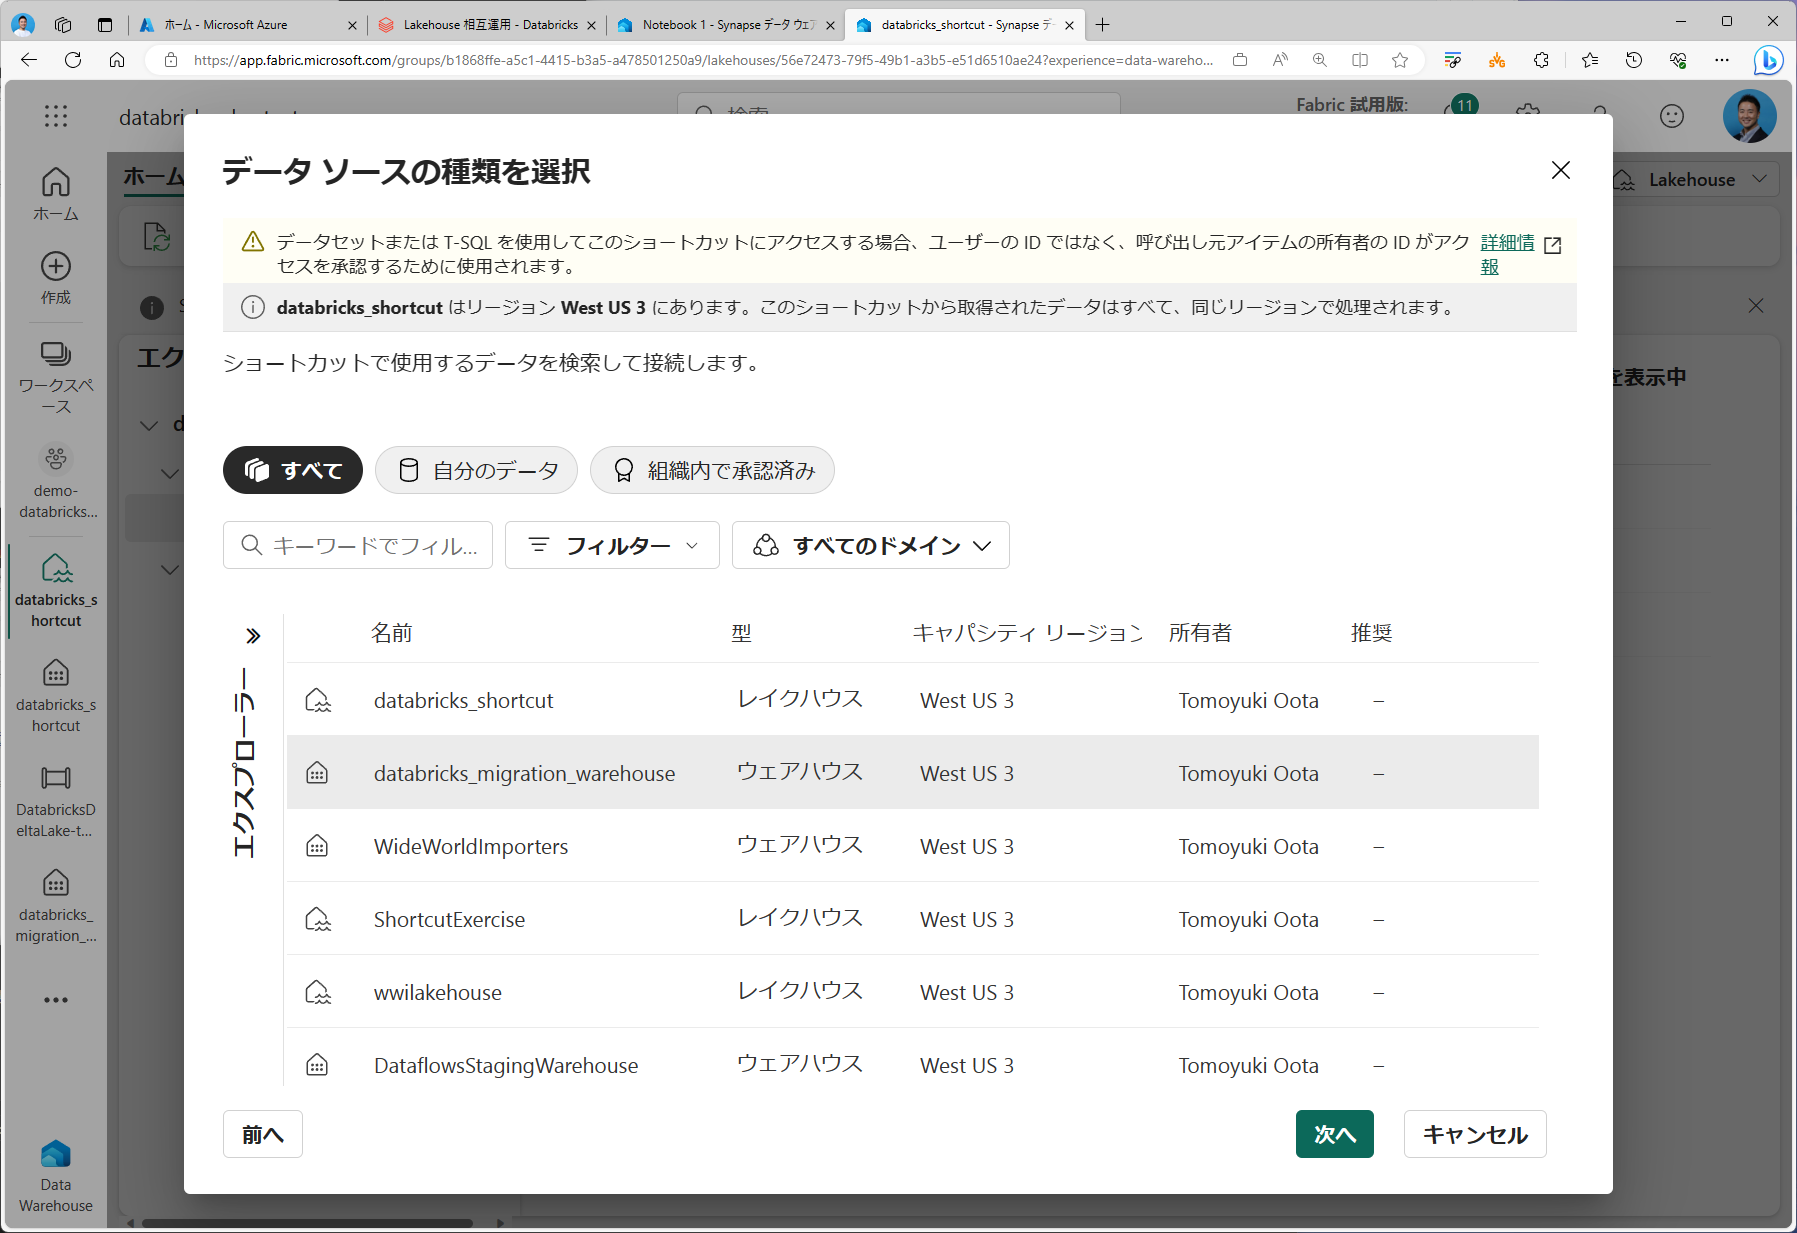 ホーム - Microsoft Azure
Lakehouse 相互運用 - Databricks
Notebook 1 - Synapse データ ウェア
databricks_shortcut - Synapse デ
https://app.fabric.microsoft.com/groups/b1868ffe-a5c1-4415-b3a5-a478501250a9/lakehouses/56e72473-79f5-49b1-a3b5-e51d6510ae24?experience=data-wareho...
Fabric 試用版:
11
ホーム
Lakehouse
ホーム
作成
ワークスペ
ース
demo-
databricks...
databricks_s
hortcut
databricks_s
hortcut
DatabricksD
eltaLake-t...
databricks_
migration_...
Data
Warehouse
エク
を表示中
データ ソースの種類を選択
データセットまたは T-SQL を使用してこのショートカットにアクセスする場合、ユーザーの ID ではなく、呼び出し元アイテムの所有者の ID がアク
セスを承認するために使用されます。
詳細情
報
databricks_shortcut はリージョン West US 3 にあります。このショートカットから取得されたデータはすべて、同じリージョンで処理されます。
ショートカットで使用するデータを検索して接続します。
すべて
自分のデータ
組織内で承認済み
キーワードでフィル...
フィルター
すべてのドメイン
エクスプローラー
名前 型 キャパシティ リージョン 所有者 推奨
databricks_shortcut レイクハウス West US 3 Tomoyuki Oota –
databricks_migration_warehouse ウェアハウス West US 3 Tomoyuki Oota –
WideWorldImporters ウェアハウス West US 3 Tomoyuki Oota –
ShortcutExercise レイクハウス West US 3 Tomoyuki Oota –
wwilakehouse レイクハウス West US 3 Tomoyuki Oota –
DataflowsStagingWarehouse ウェアハウス West US 3 Tomoyuki Oota –
前へ
次へ
キャンセル